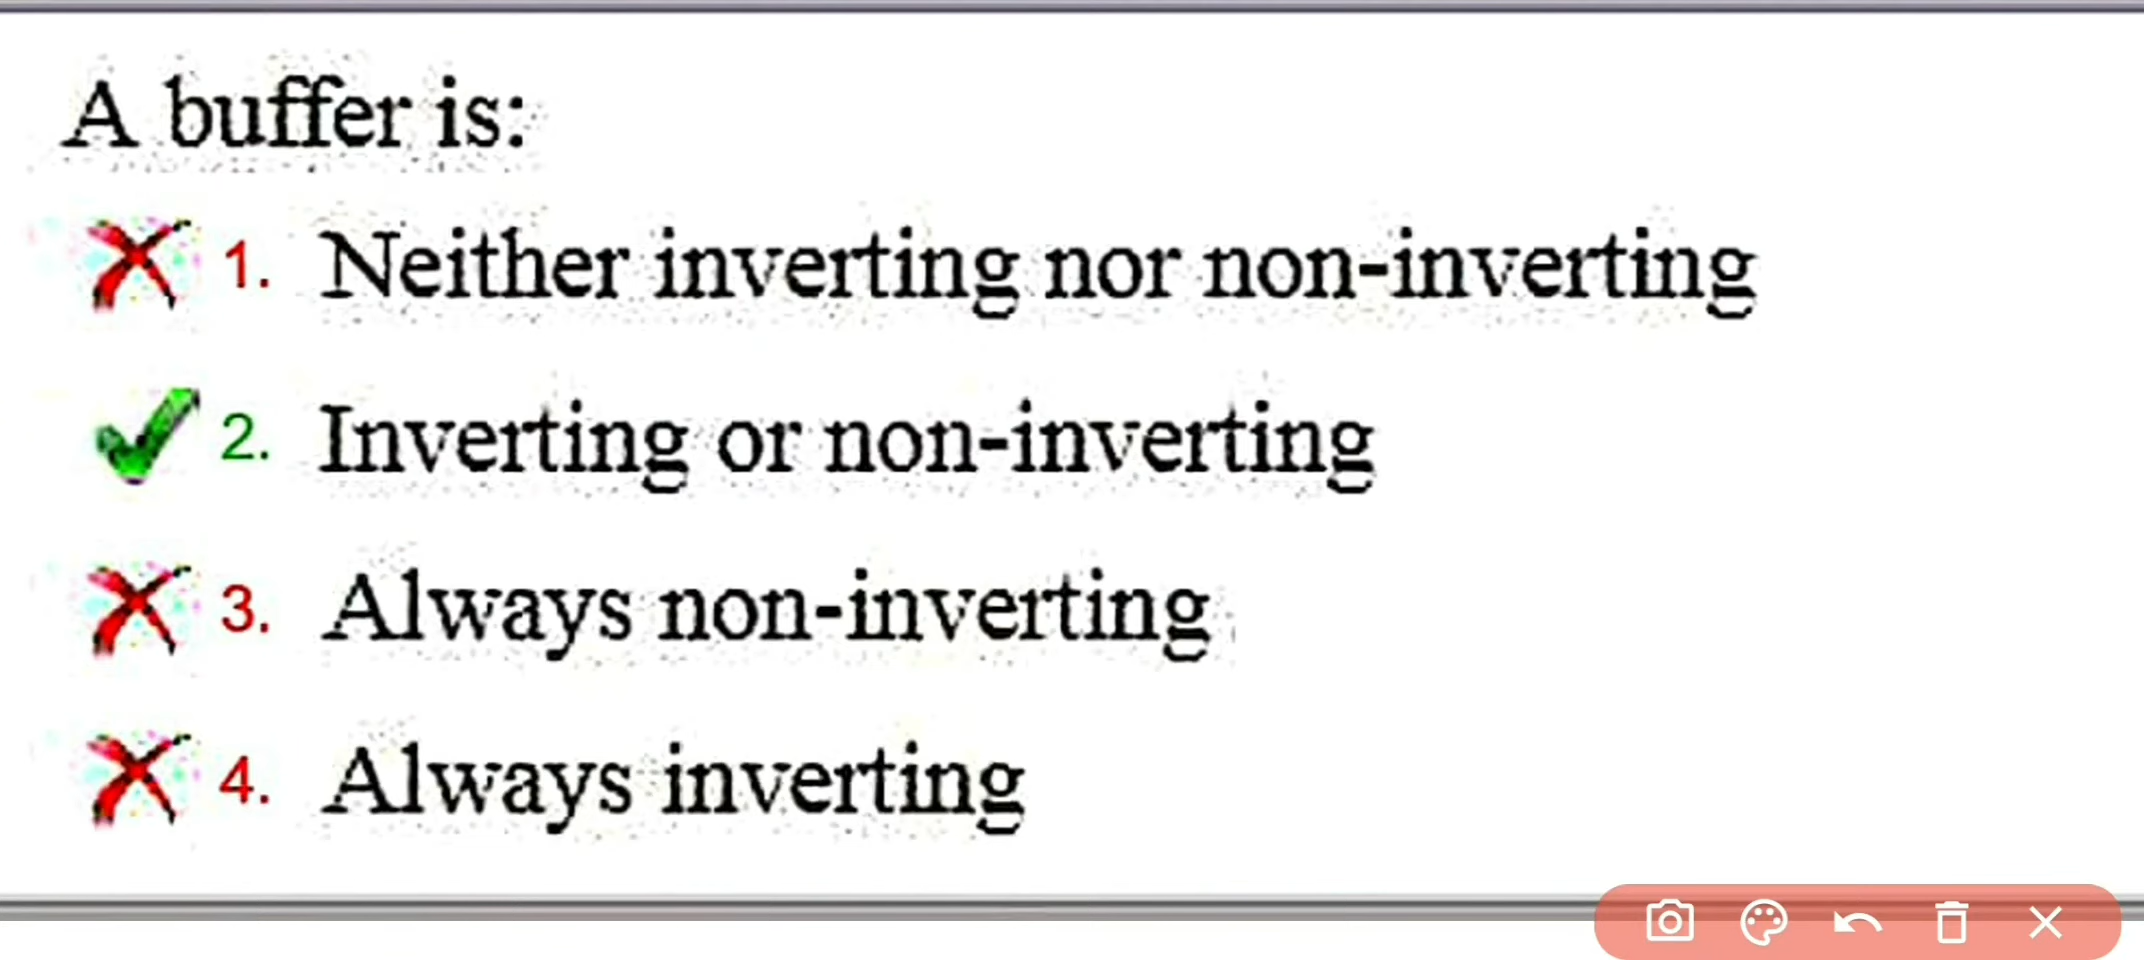 A buffer is:
1. Neither inverting nor non-inverting
2. Inverting or non-inverting
3. Always non-inverting
4. Always inverting